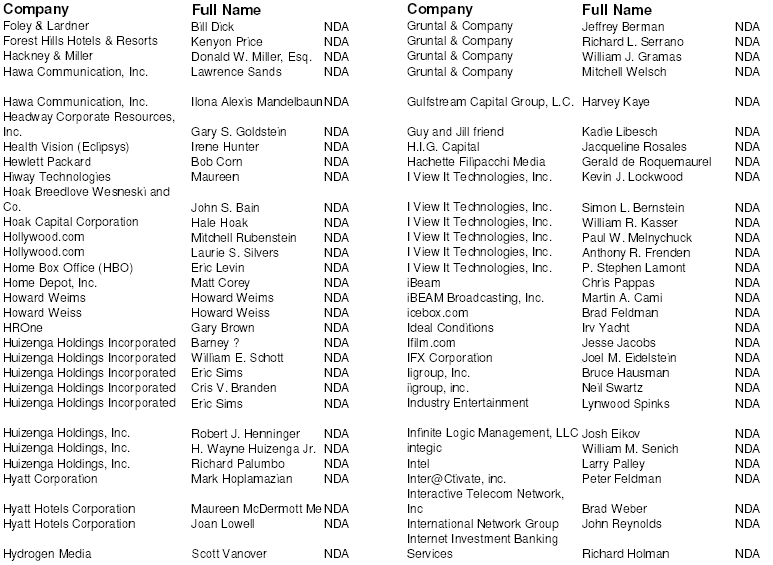 Company Full Name
Foley & Lardner Bill Dick NDA
Forest Hills Hotels & Resorts Kenyon Price NDA
Hackney & Miller Donald W. Miller, Esq. NDA
Hawa Communication, Inc. Lawrence Sands NDA
Hawa Communication, Inc. Ilona Alexis Mandelbaun NDA
Headway Corporate Resources,
Inc. Gary S. Goldstein NDA
Health Vision (Eclipsys) Irene Hunter NDA
Hewlett Packard Bob Corn NDA
Hiway Technologies Maureen NDA
Hoak Breedlove Wesneski and
Co. John S. Bain NDA
Hoak Capital Corporation Hale Hoak NDA
Hollywood.com Mitchell Rubenstein NDA
Hollywood.com Laurie S. Silvers NDA
Home Box Office (HBO) Eric Levin NDA
Home Depot, Inc. Matt Corey NDA
Howard Weims Howard Weims NDA
Howard Weiss Howard Weiss NDA
HROne Gary Brown NDA
Huizenga Holdings Incorporated Barney ? NDA
Huizenga Holdings Incorporated William E. Schott NDA
Huizenga Holdings Incorporated Eric Sims NDA
Huizenga Holdings Incorporated Cris V. Branden NDA
Huizenga Holdings Incorporated Eric Sims NDA
Huizenga Holdings, Inc. Robert J. Henninger NDA
Huizenga Holdings, Inc. H. Wayne Huizenga Jr. NDA
Huizenga Holdings, Inc. Richard Palumbo NDA
Hyatt Corporation Mark Hoplamazian NDA
Hyatt Hotels Corporation Maureen McDermott Me NDA
Hyatt Hotels Corporation Joan Lowell NDA
Hydrogen Media Scott Vanover NDA
Company Full Name
Gruntal & Company Jeffrey Berman NDA
Gruntal & Company Richard L. Serrano NDA
Gruntal & Company William J. Gramas NDA
Gruntal & Company Mitchell Welsch NDA
Gulfstream Capital Group, L.C. Harvey Kaye NDA
Guy and Jill friend Kadie Libesch NDA
H.I.G. Capital Jacqueline Rosales NDA
Hachette Filipacchi Media Gerald de Roquemaurel NDA
I View It Technologies, Inc. Kevin J. Lockwood NDA
I View It Technologies, Inc. Simon L. Bernstein NDA
I View It Technologies, Inc. William R. Kasser NDA
I View It Technologies, Inc. Paul W. Melnychuck NDA
I View It Technologies, Inc. Anthony R. Frenden NDA
I View It Technologies, Inc. P. Stephen Lamont NDA
iBeam Chris Pappas NDA
iBEAM Broadcasting, Inc. Martin A. Cami NDA
icebox.com Brad Feldman NDA
Ideal Conditions Irv Yacht NDA
Ifilm.com Jesse Jacobs NDA
IFX Corporation Joel M. Eidelstein NDA
Iigroup, Inc. Bruce Hausman NDA
iigroup, inc. Neil Swartz NDA
Industry Entertainment Lynwood Spinks NDA
Infinite Logic Management, LLC Josh Eikov NDA
integic William M. Senich NDA
Intel Larry Palley NDA
Inter@Ctivate, inc. Peter Feldman NDA
Interactive Telecom Network,
Inc Brad Weber NDA
International Network Group John Reynolds NDA
Internet Investment Banking
Services Richard Holman NDA